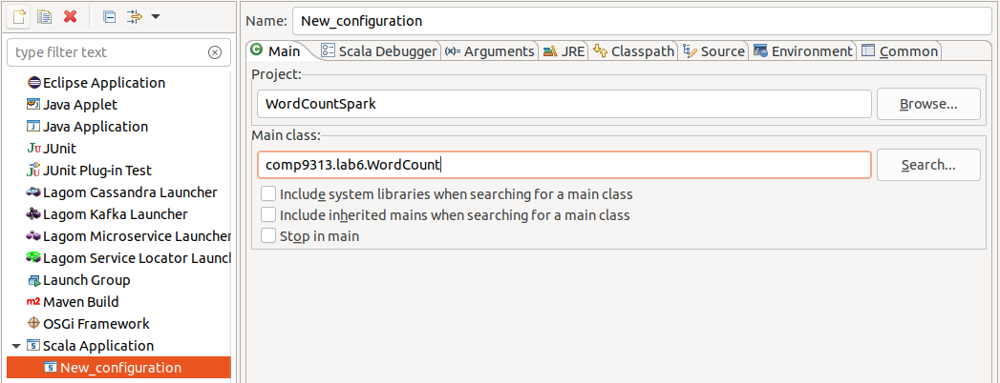 Name: New_configuration
type filter text
Eclipse Application
Java Applet
Java Application
JUnit
JUnit Plug-in Test
Lagom Cassandra Launcher
Lagom Kafka Launcher
Lagom Microservice Launcher
Lagom Service Locator Launc
Launch Group
Maven Build
OSGi Framework
Scala Application
New_configuration
Main Scala Debugger (x)= Arguments JRE Classpath Source Environment Common
Project:
WordCountSpark Browse...
Main class:
comp9313.lab6.WordCount Search...
Include system libraries when searching for a main class
Include inherited mains when searching for a main class
Stop in main